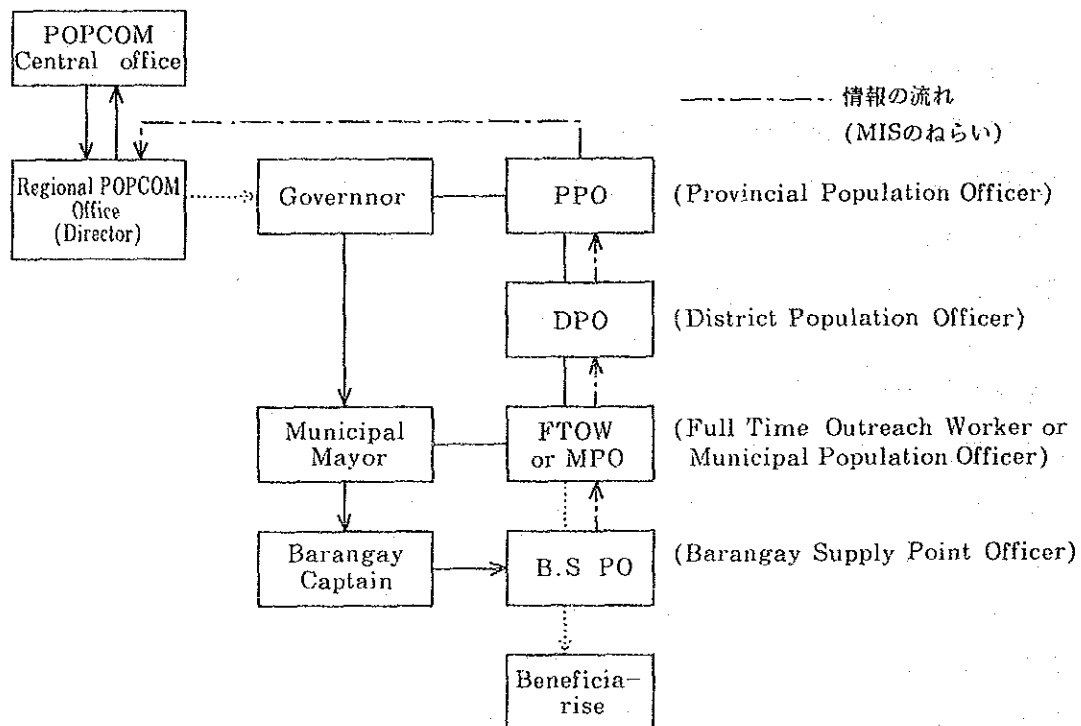 POPCOM
Central office
情報の流れ
(MISのねらい)
Regional POPCOM
Office
(Director)
Governnor
PPO
(Provincial Population Officer)
DPO
(District Population Officer)
Municipal
Mayor
FTOW
or MPO
(Full Time Outreach Worker or
Municipal Population Officer)
Barangay
Captain
B.S PO
(Barangay Supply Point Officer)
Beneficia-
rise